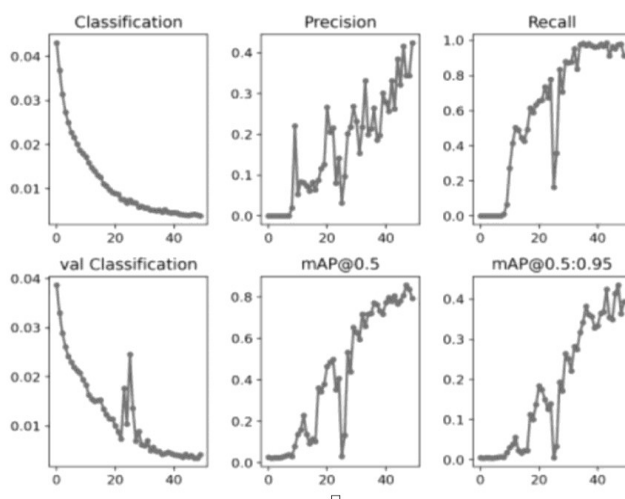 Classification Precision Recall
0.04 0.4 1.0
0.03 0.3 0.8
0.02 0.2 0.6
0.01 0.1 0.4
0.0 0.2
0.0
0 20 40 0 20 40 0 20 40
val Classification mAP@0.5 mAP@0.5:0.95
0.04 0.8 0.4
0.03 0.6 0.3
0.02 0.4 0.2
0.01 0.2 0.1
0.0 0.0
0 20 40 0 20 40 0 20 40